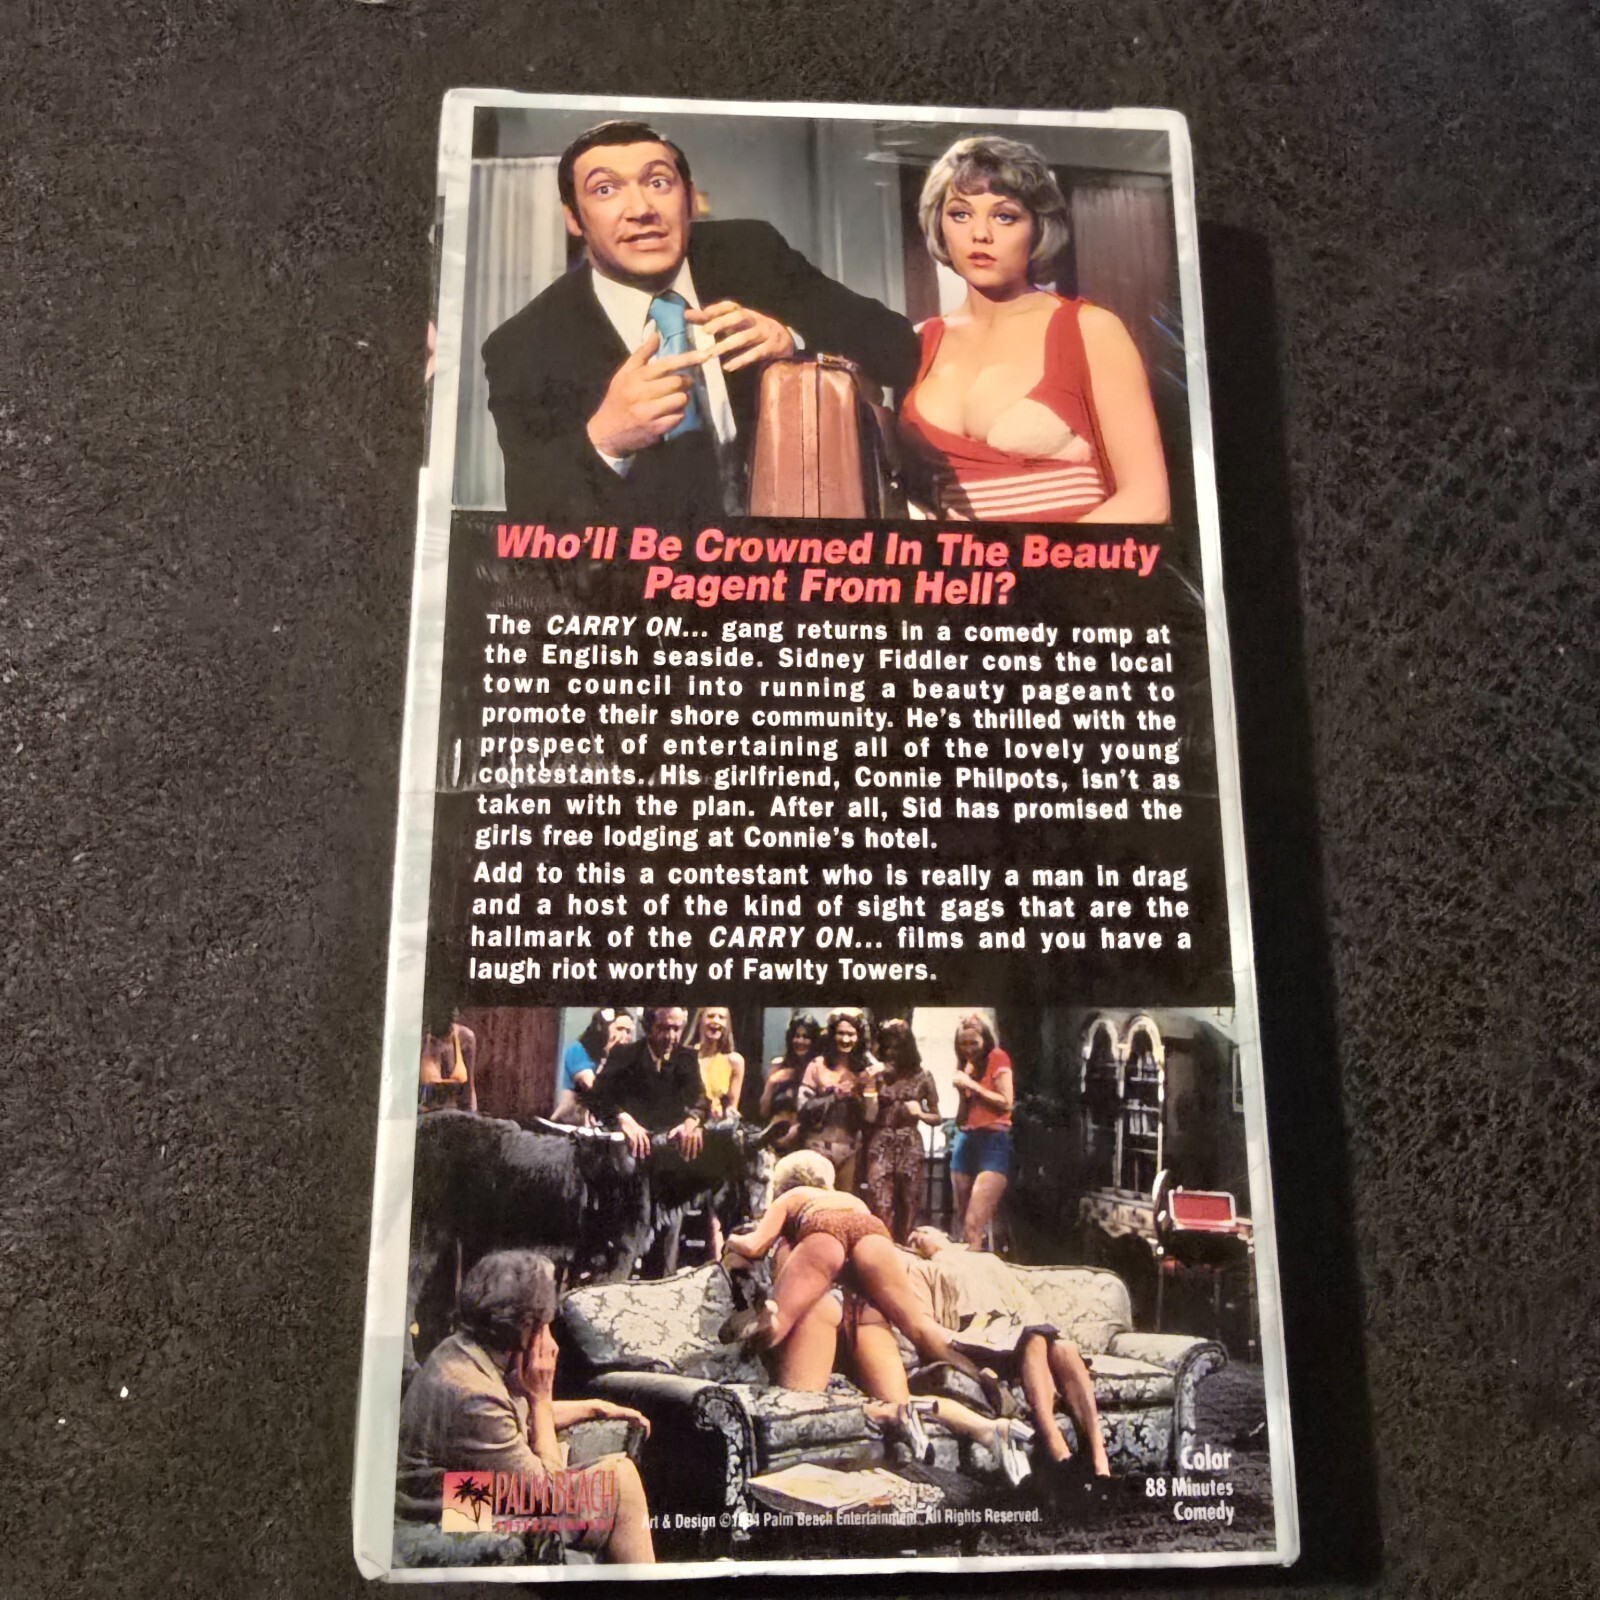 Who'll Be Crowned In The Beauty
Pagent From Hell?
The CARRY ON... gang returns in a comedy romp at
the English seaside. Sidney Fiddler cons the local
town council into running a beauty pageant to
promote their shore community. He's thrilled with the
prospect of entertaining all of the lovely young
contestants. His girlfriend, Connie Philpots, isn't as
taken with the plan. After all, Sid has promised the
girls free lodging at Connie's hotel.
Add to this a contestant who is really a man in drag
and a host of the kind of sight gags that are the
hallmark of the CARRY ON... films and you have a
laugh riot worthy of Fawlty Towers.
Color
88 Minutes
Comedy
PALM BEACH
ENTERTAINMENT
Art & Design © Palm Beach Entertainment. All Rights Reserved.